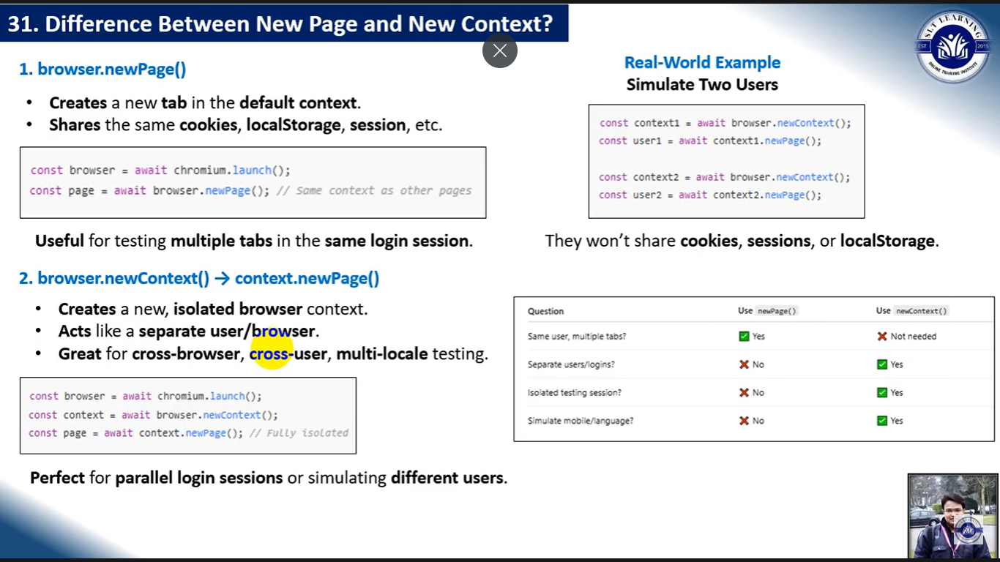 31. Difference Between New Page and New Context?
SLT LEARNING
EST
2015
ONLINE TRAINING INSTITUTE
1. browser.newPage()
• Creates a new tab in the default context.
• Shares the same cookies, localStorage, session, etc.
const browser = await chromium.launch();
const page = await browser.newPage(); // Same context as other pages
Useful for testing multiple tabs in the same login session.
2. browser.newContext() → context.newPage()
• Creates a new, isolated browser context.
• Acts like a separate user/browser.
• Great for cross-browser, cross-user, multi-locale testing.
const browser = await chromium.launch();
const context = await browser.newContext();
const page = await context.newPage(); // Fully isolated
Perfect for parallel login sessions or simulating different users.
Real-World Example
Simulate Two Users
const context1 = await browser.newContext();
const user1 = await context1.newPage();
const context2 = await browser.newContext();
const user2 = await context2.newPage();
They won’t share cookies, sessions, or localStorage.
Question Use newPage() Use newContext()
Same user, multiple tabs? ✅ Yes ❌ Not needed
Separate users/logins? ❌ No ✅ Yes
Isolated testing session? ❌ No ✅ Yes
Simulate mobile/language? ❌ No ✅ Yes